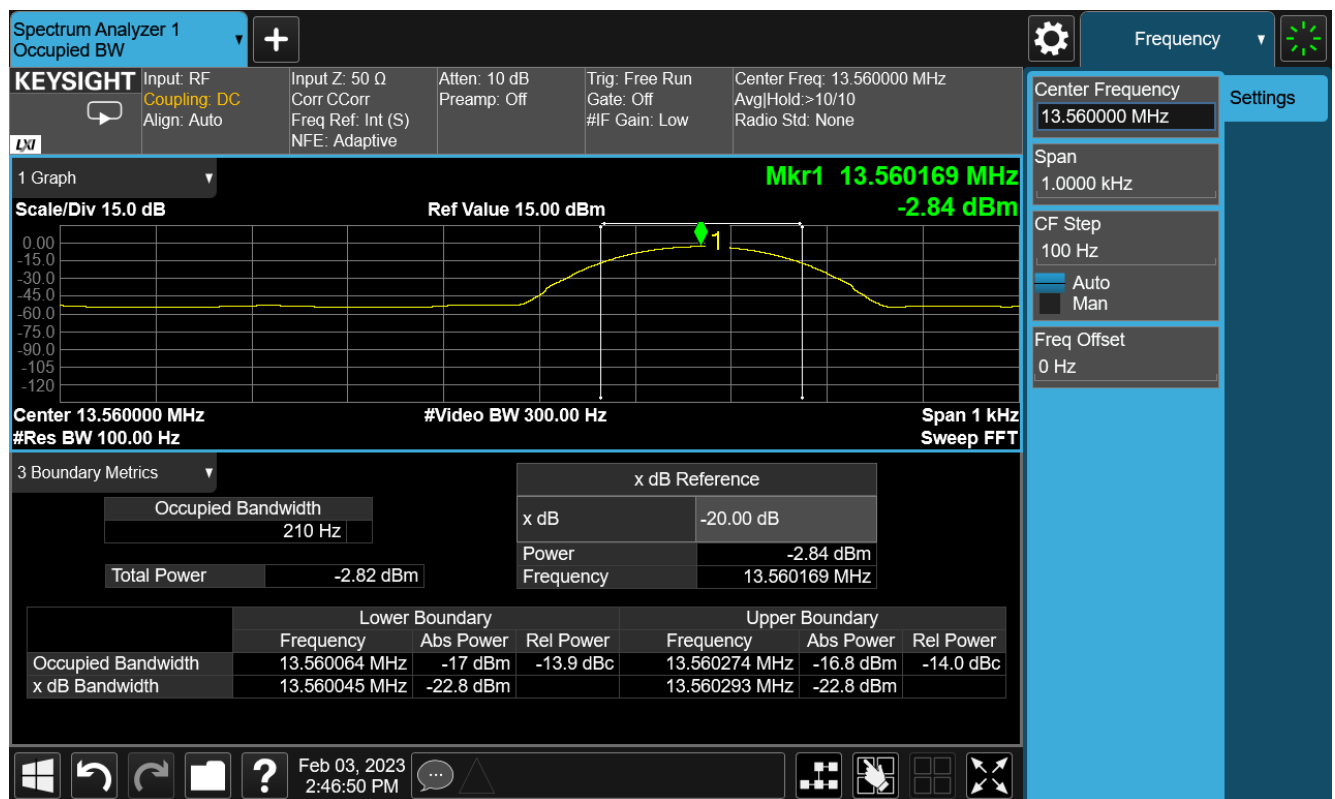 Spectrum Analyzer 1
Occupied BW
Frequency
KEYSIGHT
LXI
Input: RF
Coupling: DC
Align: Auto
Input Z: 50 Ω
Corr CCorr
Freq Ref: Int (S)
NFE: Adaptive
Atten: 10 dB
Preamp: Off
Trig: Free Run
Gate: Off
#IF Gain: Low
Center Freq: 13.560000 MHz
Avg|Hold:>10/10
Radio Std: None
Center Frequency
13.560000 MHz
Settings
Span
1.0000 kHz
CF Step
100 Hz
Auto
Man
Freq Offset
0 Hz
1 Graph
Mkr1 13.560169 MHz
Scale/Div 15.0 dB
Ref Value 15.00 dBm
-2.84 dBm
1
0.00
-15.0
-30.0
-45.0
-60.0
-75.0
-90.0
-105
-120
Center 13.560000 MHz
#Video BW 300.00 Hz
Span 1 kHz
#Res BW 100.00 Hz
Sweep FFT
3 Boundary Metrics
Occupied Bandwidth
210 Hz
Total Power -2.82 dBm
x dB Reference
x dB -20.00 dB
Power -2.84 dBm
Frequency 13.560169 MHz
Lower Boundary Upper Boundary
Frequency Abs Power Rel Power Frequency Abs Power Rel Power
Occupied Bandwidth 13.560064 MHz -17 dBm -13.9 dBc 13.560274 MHz -16.8 dBm -14.0 dBc
x dB Bandwidth 13.560045 MHz -22.8 dBm 13.560293 MHz -22.8 dBm
?
Feb 03, 2023
2:46:50 PM